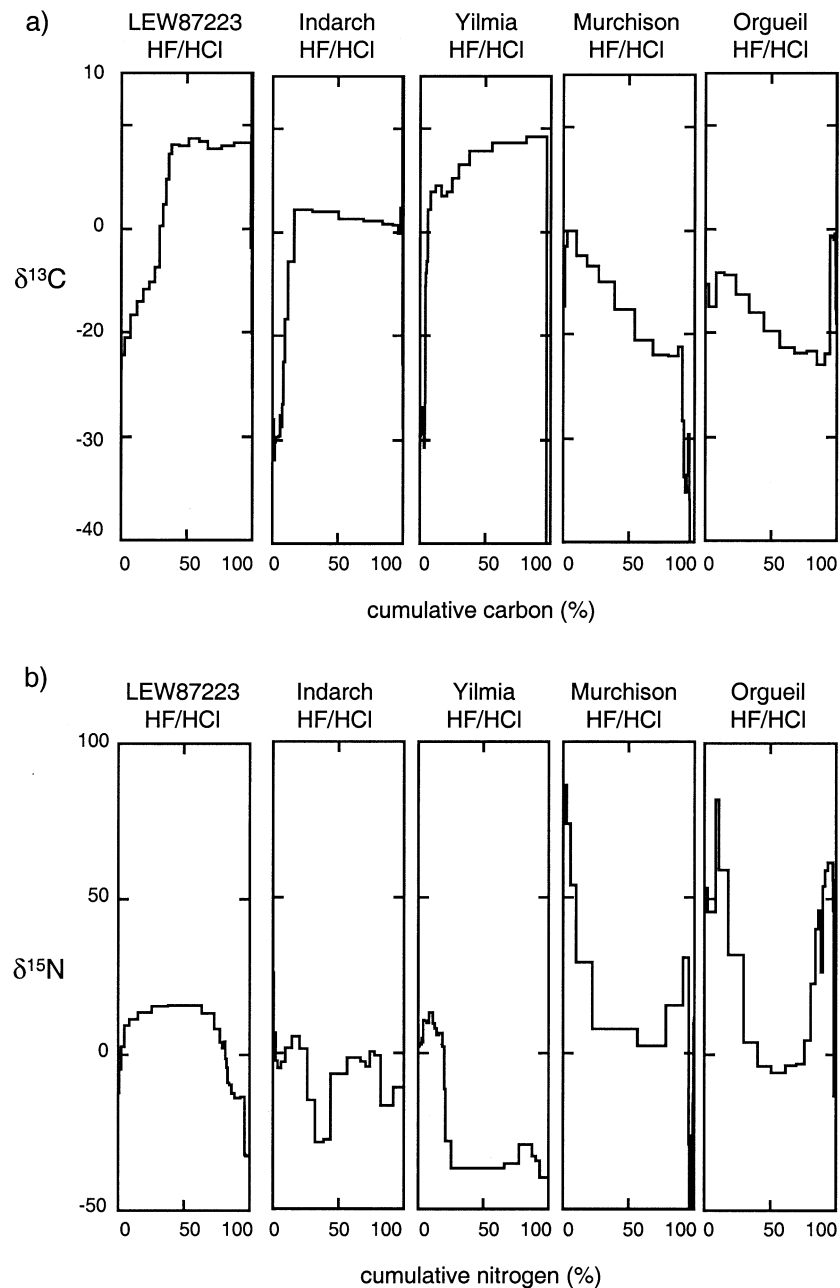 a)
LEW87223 Indarch Yilmia Murchison Orgueil
HF/HCl HF/HCl HF/HCl HF/HCl HF/HCl
10
0
δ¹³C
-20
-30
-40
0 50 100 0 50 100 0 50 100 0 50 100 0 50 100
cumulative carbon (%)
b)
LEW87223 Indarch Yilmia Murchison Orgueil
HF/HCl HF/HCl HF/HCl HF/HCl HF/HCl
100
50
δ¹⁵N
0
-50
0 50 100 0 50 100 0 50 100 0 50 100 0 50 100
cumulative nitrogen (%)